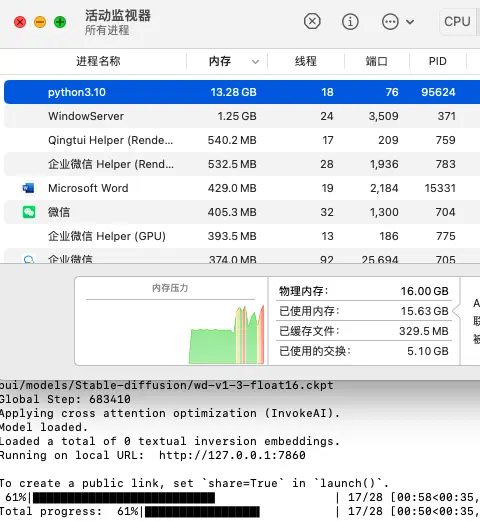 活动监视器
所有进程
CPU
进程名称 内存 线程 端口 PID
python3.10 13.28 GB 18 76 95624
WindowServer 1.25 GB 24 3,509 371
Qingtui Helper (Rende... 540.2 MB 17 209 759
企业微信 Helper (Rend... 532.5 MB 28 1,936 783
Microsoft Word 429.0 MB 19 2,184 15331
微信 405.3 MB 32 1,300 704
企业微信 Helper (GPU) 393.5 MB 13 186 775
企业微信 374.0 MB 92 25,694 705
内存压力
物理内存: 16.00 GB
已使用内存: 15.63 GB
已缓存文件: 329.5 MB
已使用的交换: 5.10 GB
A
联
被
bui/models/Stable-diffusion/wd-v1-3-float16.ckpt
Global Step: 683410
Applying cross attention optimization (InvokeAI).
Model loaded.
Loaded a total of 0 textual inversion embeddings.
Running on local URL:  http://127.0.0.1:7860
To create a public link, set `share=True` in `launch()`.
61%| | 17/28 [00:58<00:35,
Total progress:  61%| | 17/28 [00:50<00:35,